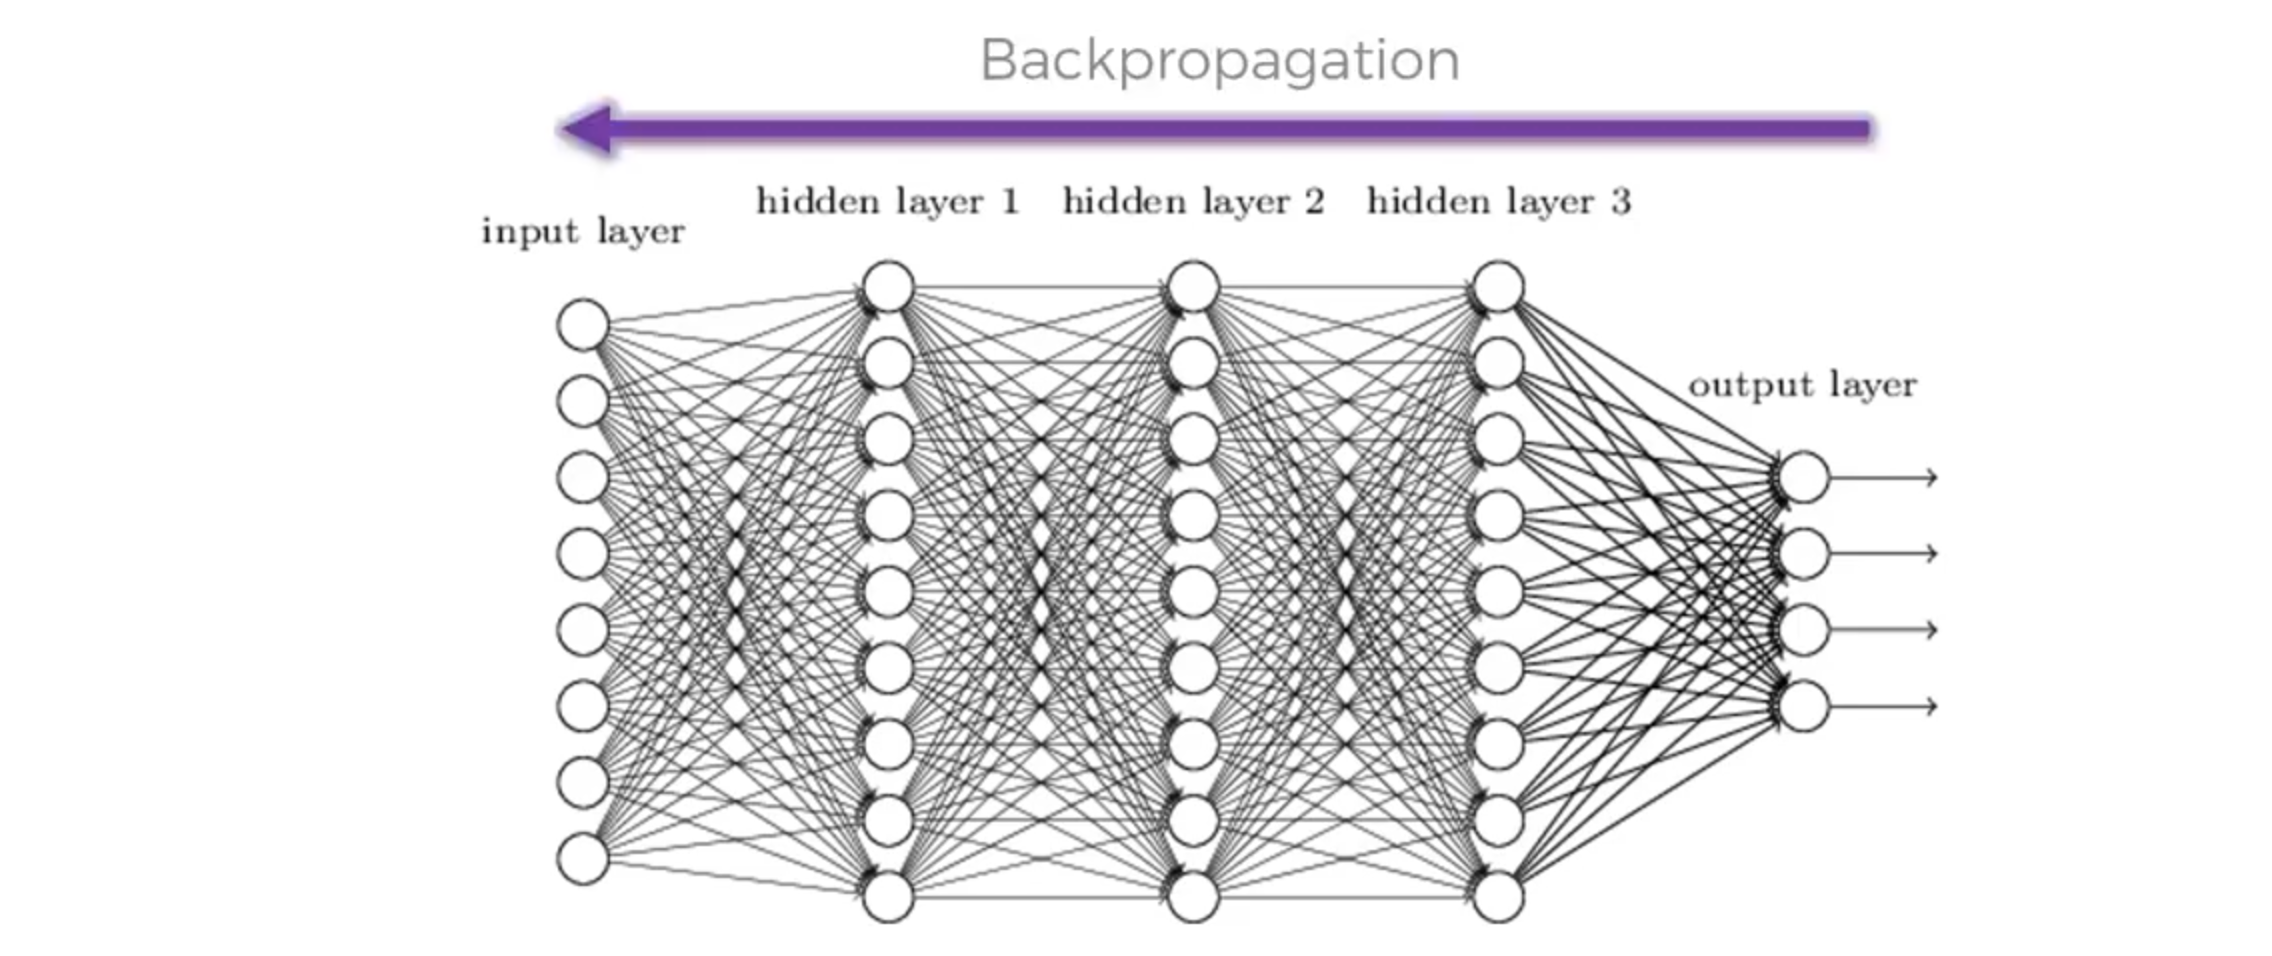 Backpropagation
hidden layer 1 hidden layer 2 hidden layer 3
input layer
output layer